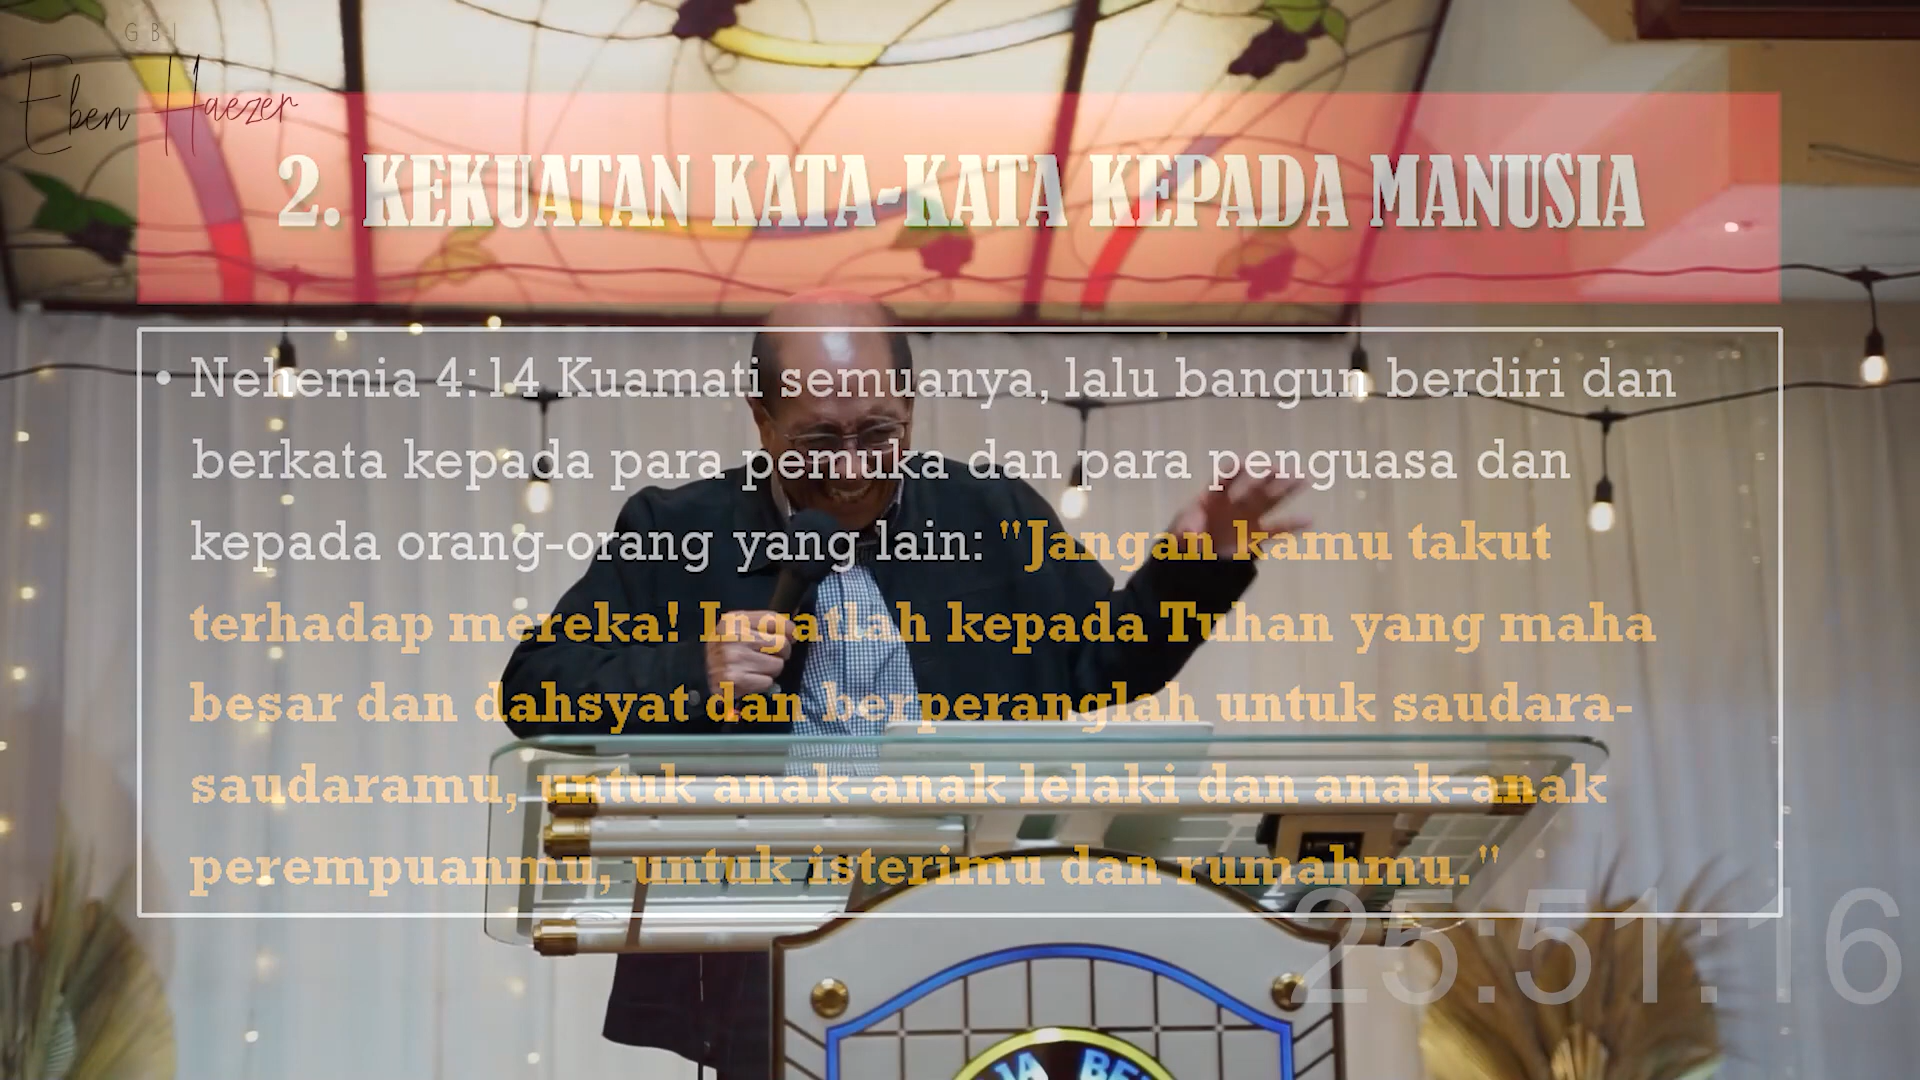 GBI
Eben Haezer
2. KEKUATAN KATA-KATA KEPADA MANUSIA
• Nehemia 4:14 Kuamati semuanya, lalu bangun berdiri dan
berkata kepada para pemuka dan para penguasa dan
kepada orang-orang yang lain: "Jangan kamu takut
terhadap mereka! Ingatlah kepada Tuhan yang maha
besar dan dahsyat dan berperanglah untuk saudara-
saudaramu, untuk anak-anak lelaki dan anak-anak
perempuanmu, untuk isterimu dan rumahmu."
25:51:16